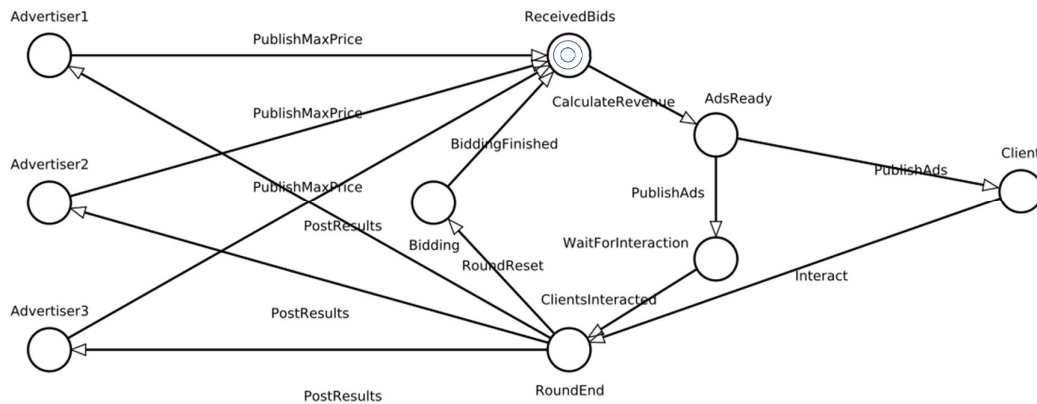 Advertiser1
ReceivedBids
PublishMaxPrice
CalculateRevenue
AdsReady
PublishMaxPrice
BiddingFinished
Client
Advertiser2
PublishAds
PublishMaxPrice
PublishAds
PostResults
Bidding
WaitForInteraction
RoundReset
Interact
ClientsInteracted
Advertiser3
PostResults
RoundEnd
PostResults